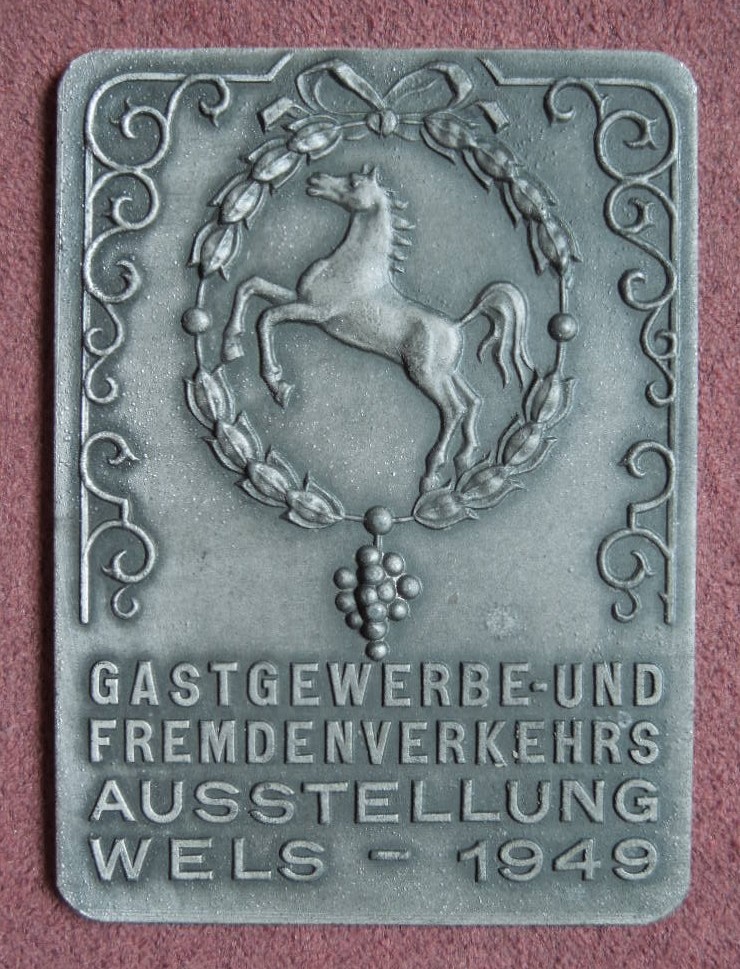 GASTGEWERBE-UND
FREMDENVERKEHRS
AUSSTELLUNG
WELS - 1949